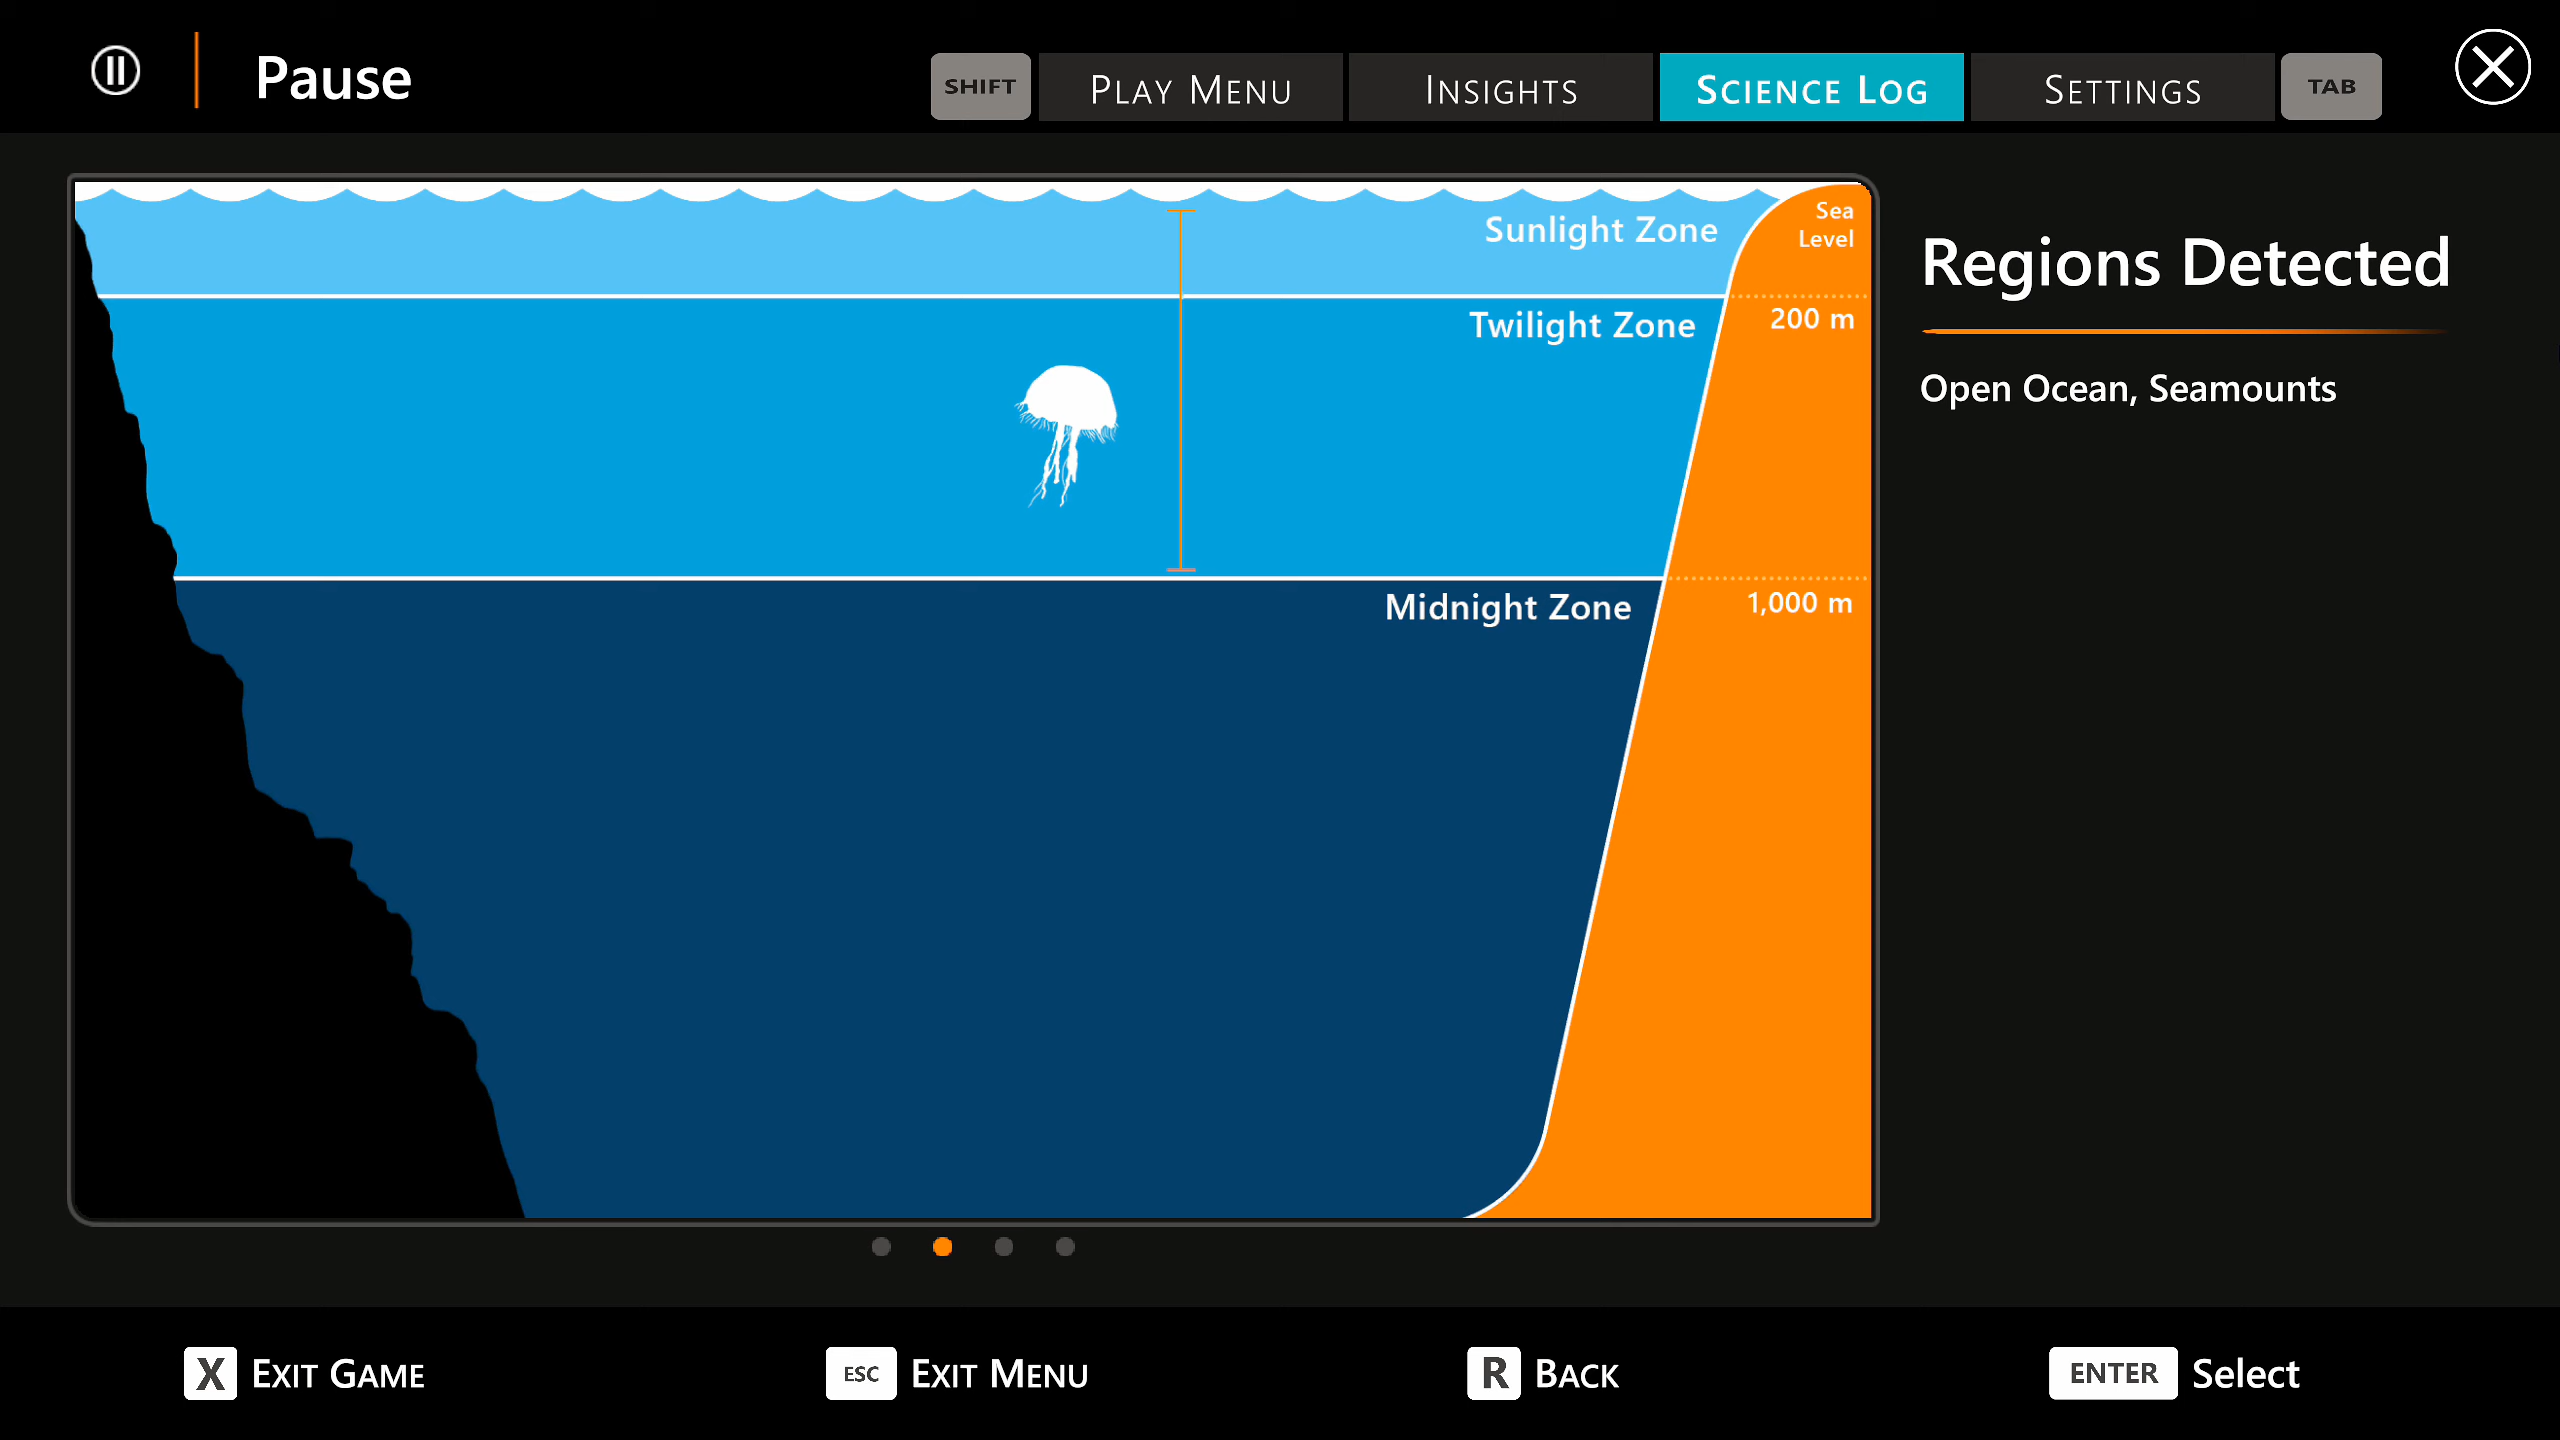 Pause
SHIFT
PLAY MENU
INSIGHTS
SCIENCE LOG
SETTINGS
TAB
Sunlight Zone
Sea
Level
Twilight Zone
200 m
Midnight Zone
1,000 m
Regions Detected
Open Ocean, Seamounts
X EXIT GAME
ESC EXIT MENU
R BACK
ENTER Select